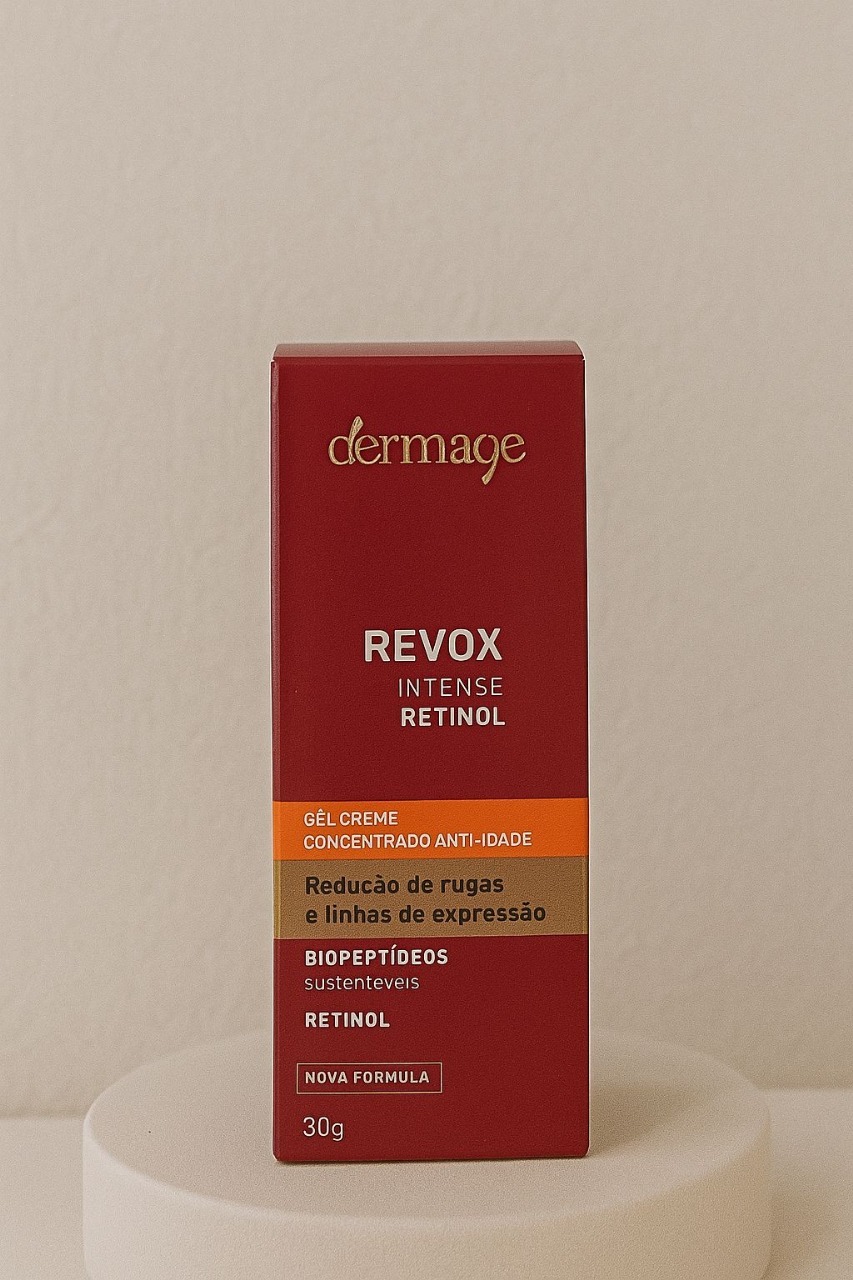 dermage
REVOX
INTENSE
RETINOL
GÊL CREME
CONCENTRADO ANTI-IDADE
Reducào de rugas
e linhas de expressão
BIOPEPTÍDEOS
sustenteveis
RETINOL
NOVA FORMULA
30g